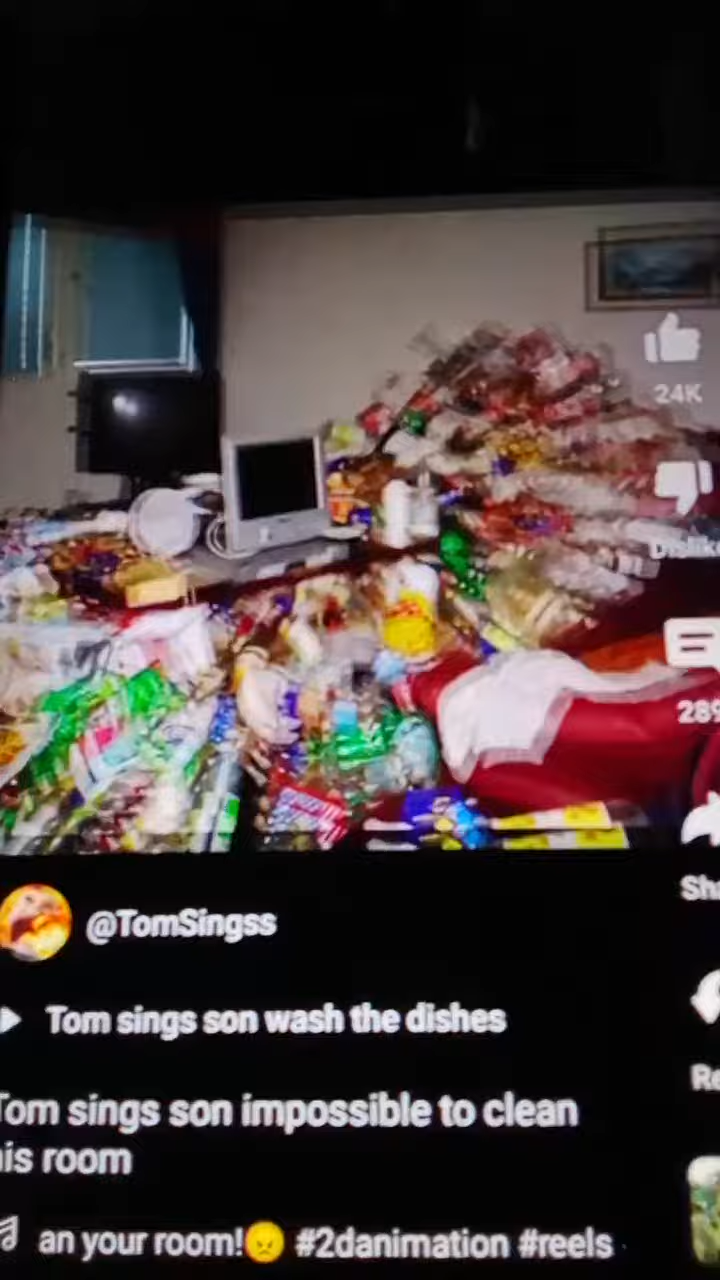 24K
Dislike
289
@TomSingss
Tom sings son wash the dishes
Tom sings son impossible to clean
his room
an your room!😠 #2danimation #reels